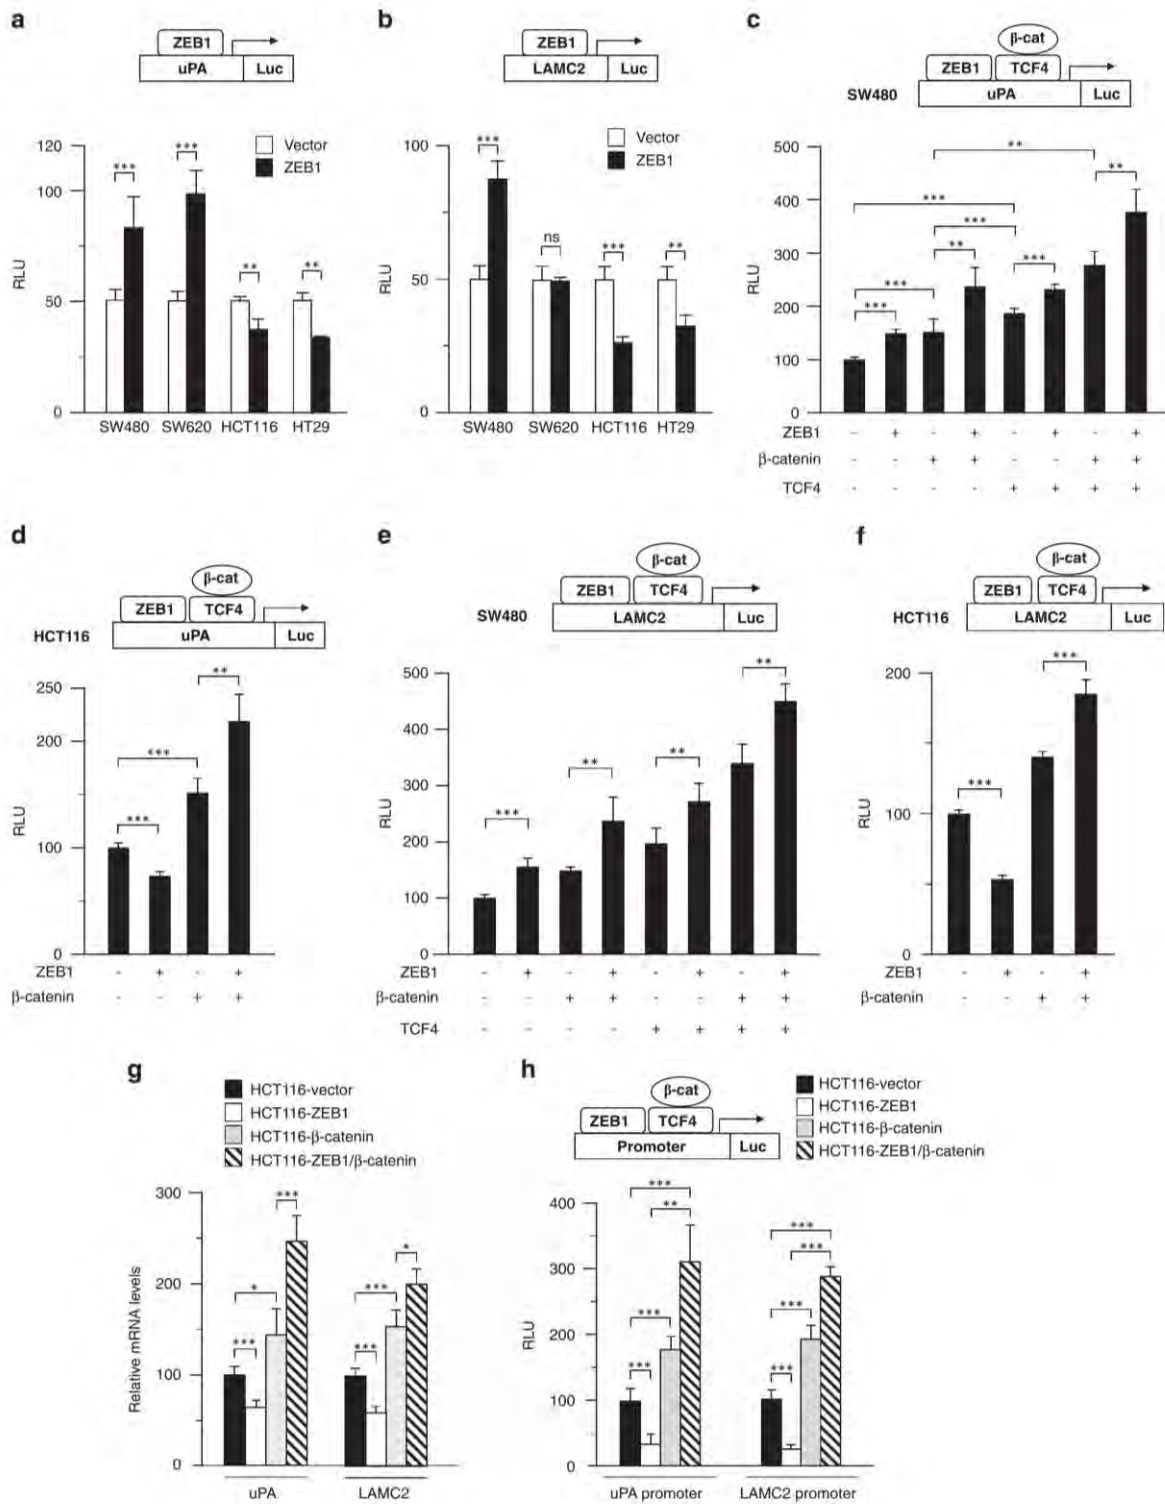 a
ZEB1
uPA Luc
120
100
50
0
RLU
*** *** ** **
Vector
ZEB1
SW480 SW620 HCT116 HT29
b
ZEB1
LAMC2 Luc
100
50
0
RLU
*** ns *** **
Vector
ZEB1
SW480 SW620 HCT116 HT29
c
β-cat
ZEB1 TCF4
SW480 uPA Luc
500
400
300
200
100
0
RLU
**
**
***
***
** ***
***
***
ZEB1 - + - + - + - +
β-catenin - - + + - - + +
TCF4 - - - - + + + +
d
β-cat
ZEB1 TCF4
HCT116 uPA Luc
250
200
100
0
RLU
**
***
***
ZEB1 - + - +
β-catenin - - + +
e
β-cat
ZEB1 TCF4
SW480 LAMC2 Luc
500
400
300
200
100
0
RLU
*** ** ** **
ZEB1 - + - + - + - +
β-catenin - - + + - - + +
TCF4 - - - - + + + +
f
β-cat
ZEB1 TCF4
HCT116 LAMC2 Luc
200
100
0
RLU
***
***
ZEB1 - + - +
β-catenin - - + +
g
HCT116-vector
HCT116-ZEB1
HCT116-β-catenin
HCT116-ZEB1/β-catenin
300
200
100
0
Relative mRNA levels
***
*
* ***
*** ***
uPA LAMC2
h
β-cat
ZEB1 TCF4
Promoter Luc
HCT116-vector
HCT116-ZEB1
HCT116-β-catenin
HCT116-ZEB1/β-catenin
400
300
200
100
0
RLU
***
**
***
***
*** ***
*** ***
uPA promoter LAMC2 promoter